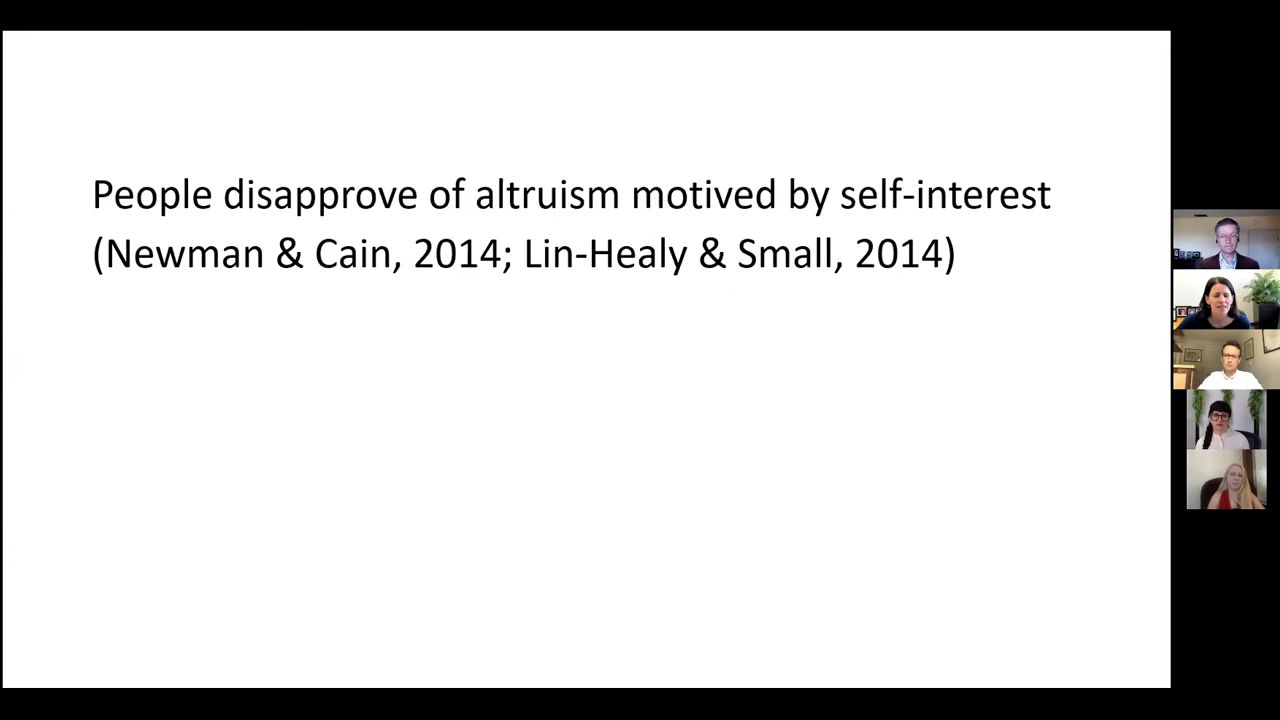 People disapprove of altruism motived by self-interest
(Newman & Cain, 2014; Lin-Healy & Small, 2014)